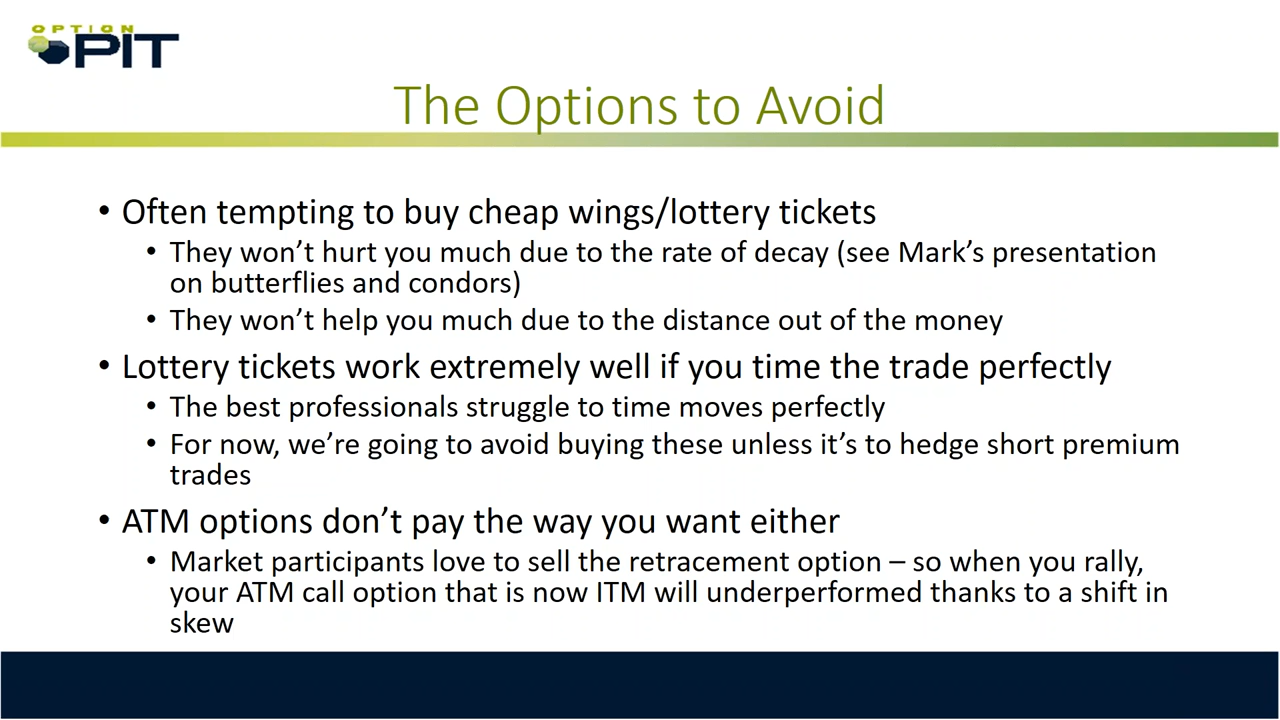 OPTION
PIT
The Options to Avoid
• Often tempting to buy cheap wings/lottery tickets
• They won’t hurt you much due to the rate of decay (see Mark’s presentation
on butterflies and condors)
• They won’t help you much due to the distance out of the money
• Lottery tickets work extremely well if you time the trade perfectly
• The best professionals struggle to time moves perfectly
• For now, we’re going to avoid buying these unless it’s to hedge short premium
trades
• ATM options don’t pay the way you want either
• Market participants love to sell the retracement option – so when you rally,
your ATM call option that is now ITM will underperformed thanks to a shift in
skew